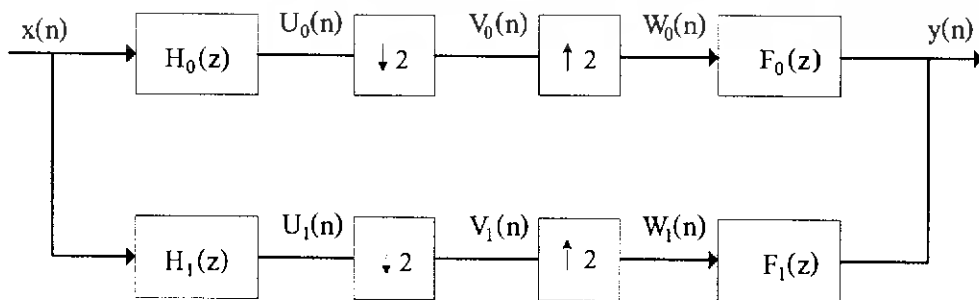 x(n) U₀(n) V₀(n) W₀(n) y(n)
H₀(z) ↓ 2 ↑ 2 F₀(z)
U₁(n) V₁(n) W₁(n)
H₁(z) ↓ 2 ↑ 2 F₁(z)